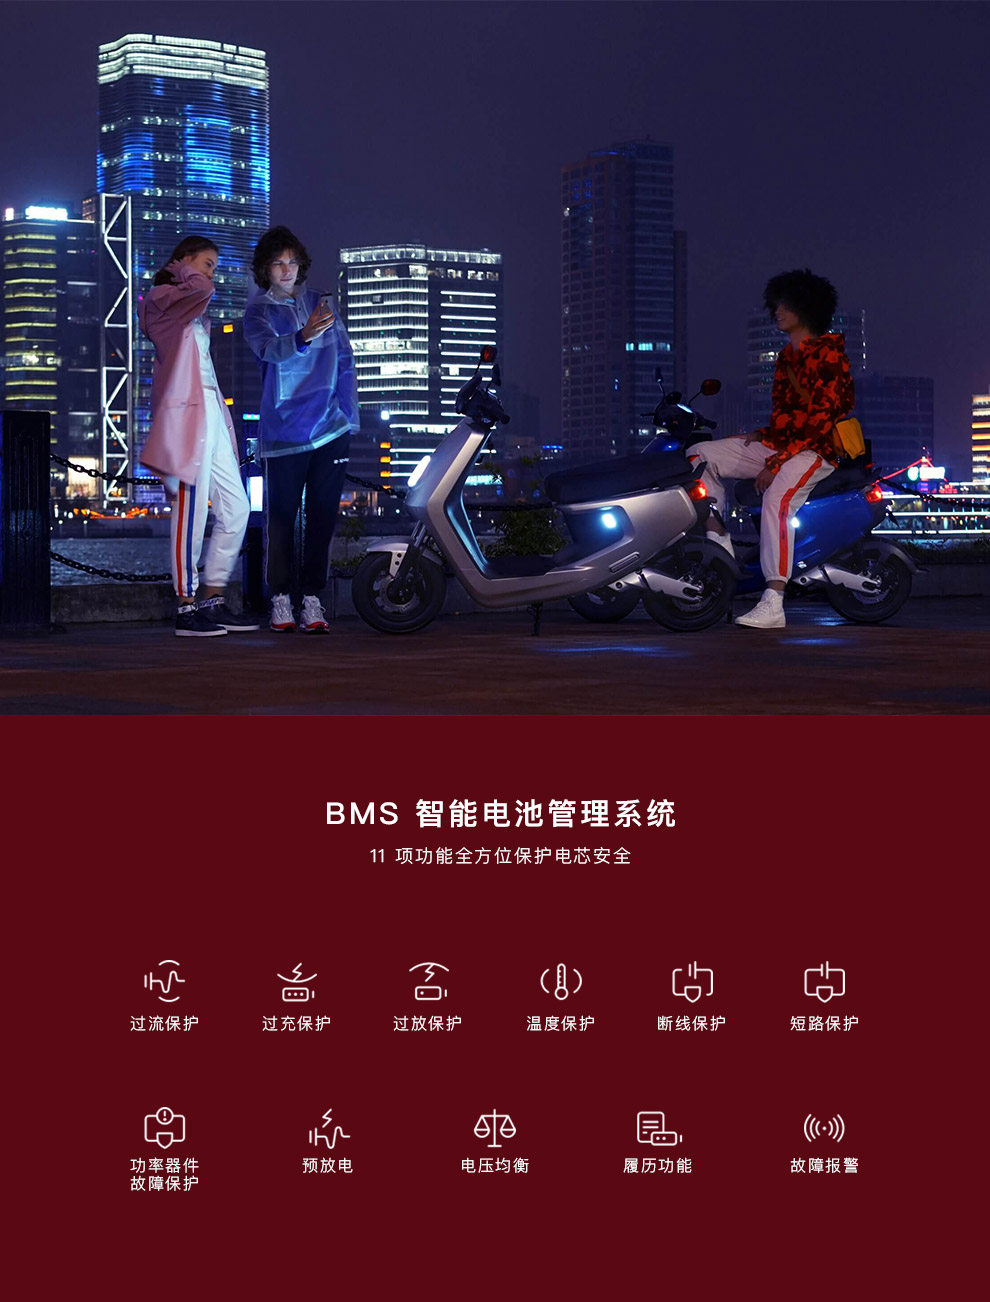 BMS 智能电池管理系统
11 项功能全方位保护电芯安全
过流保护
过充保护
过放保护
温度保护
断线保护
短路保护
功率器件
故障保护
预放电
电压均衡
履历功能
故障报警